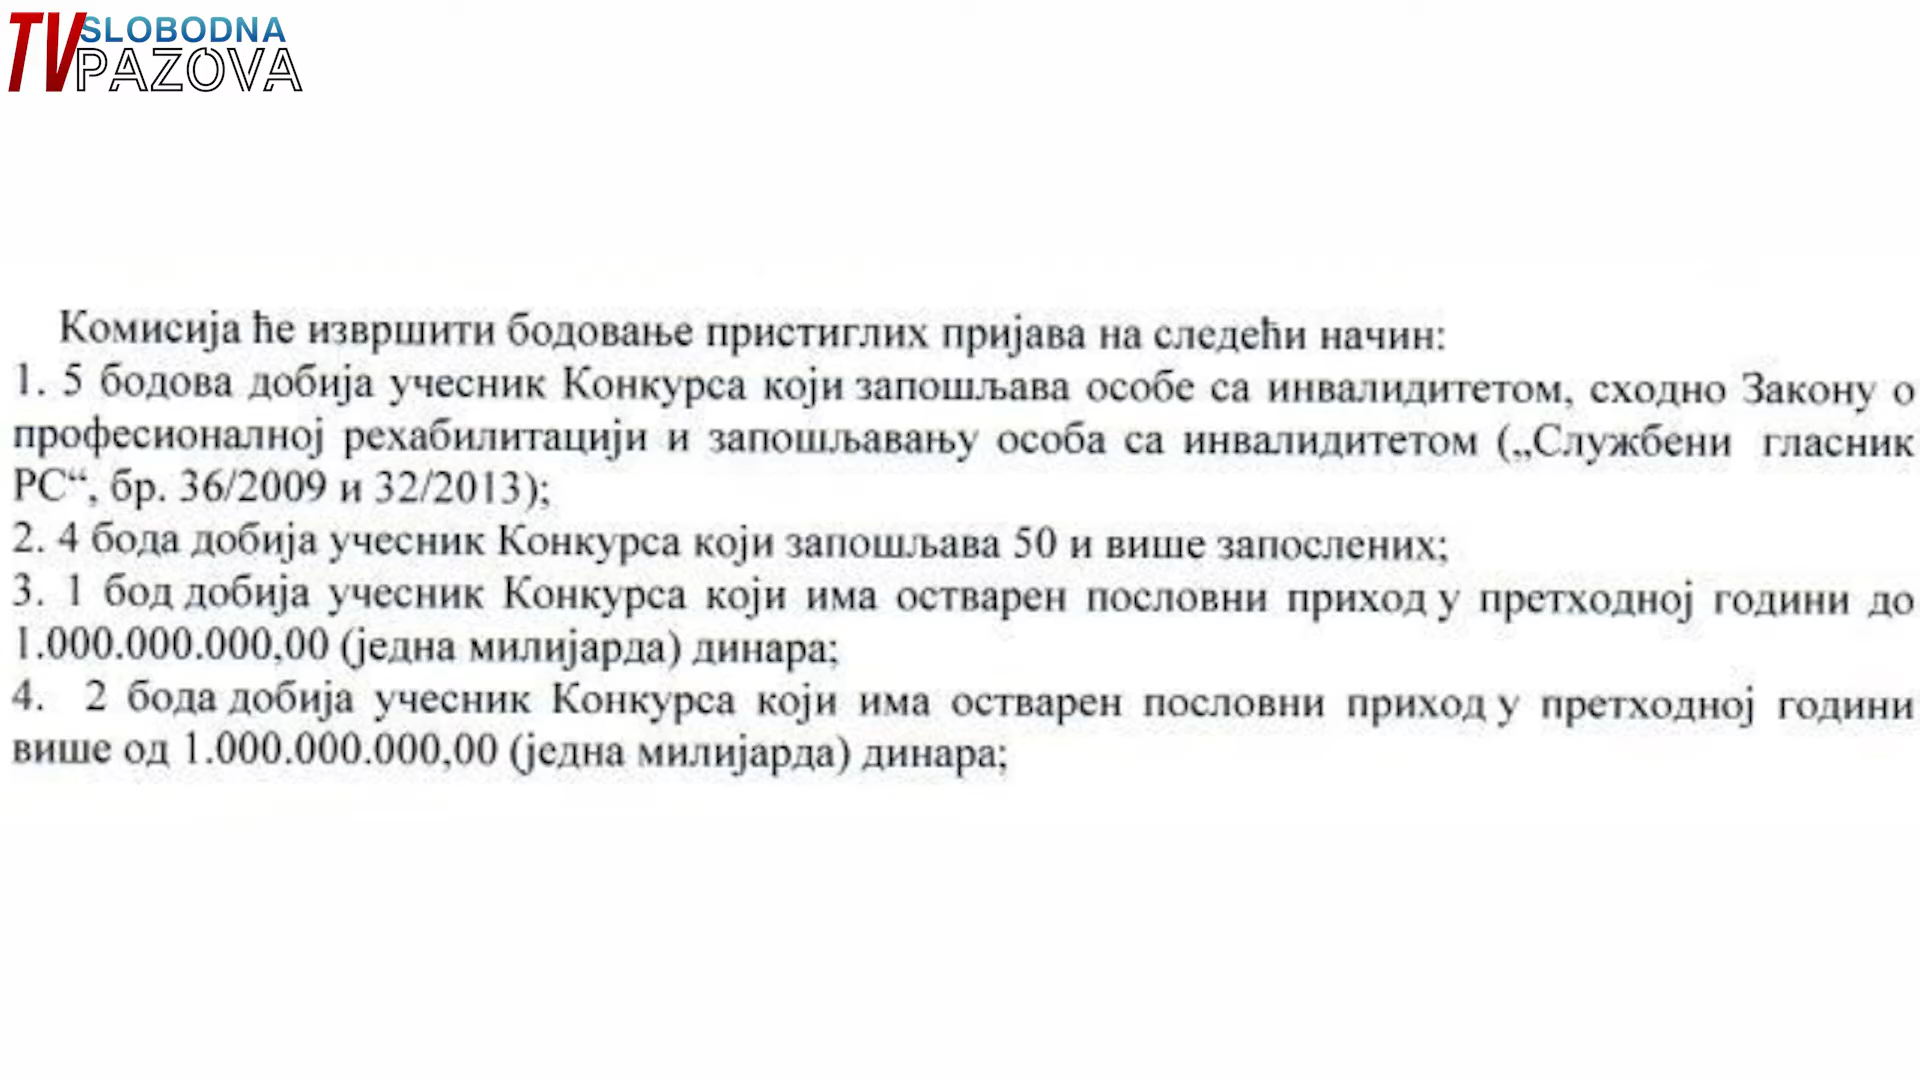 TV SLOBODNA
PAZOVA
Комисија ће извршити бодовање пристиглих пријава на следећи начин:
1. 5 бодова добија учесник Конкурса који запошљава особе са инвалидитетом, сходно Закону о
професионалној рехабилитацији и запошљавању особа са инвалидитетом („Службени гласник
РС“, бр. 36/2009 и 32/2013);
2. 4 бода добија учесник Конкурса који запошљава 50 и више запослених;
3. 1 бод добија учесник Конкурса који има остварен пословни приход у претходној години до
1.000.000.000,00 (једна милијарда) динара;
4. 2 бода добија учесник Конкурса који има остварен пословни приход у претходној години
више од 1.000.000.000,00 (једна милијарда) динара;